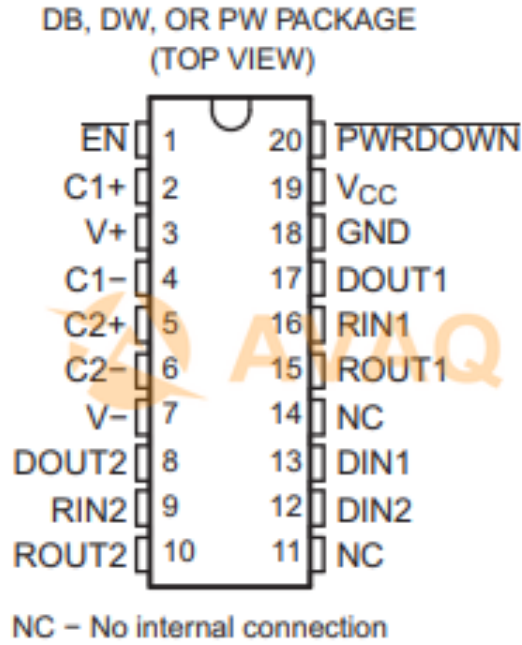 DB, DW, OR PW PACKAGE
(TOP VIEW)
EN 1 20 PWRDOWN
C1+ 2 19 VCC
V+ 3 18 GND
C1− 4 17 DOUT1
C2+ 5 16 RIN1
C2− 6 15 ROUT1
V− 7 14 NC
DOUT2 8 13 DIN1
RIN2 9 12 DIN2
ROUT2 10 11 NC
NC − No internal connection
AVAQ